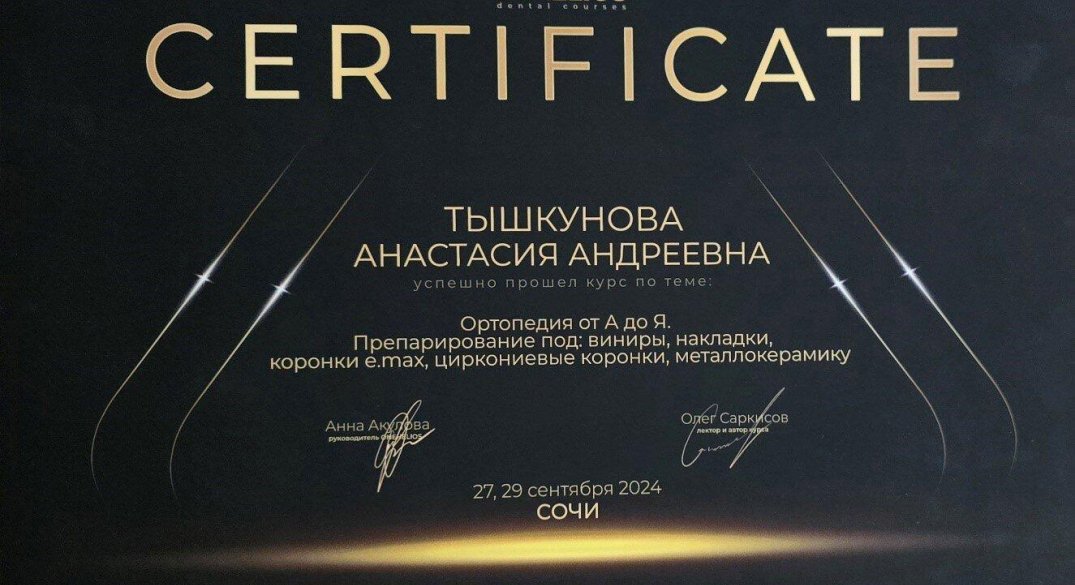 dental courses
CERTIFICATE
ТЫШКУНОВА
АНАСТАСИЯ АНДРЕЕВНА
успешно прошел курс по теме:
Ортопедия от А до Я.
Препарирование под: виниры, накладки,
коронки e.max, циркониевые коронки, металлокерамику
Анна Акулова
руководитель
Олег Саркисов
лектор и автор курса
27, 29 сентября 2024
СОЧИ